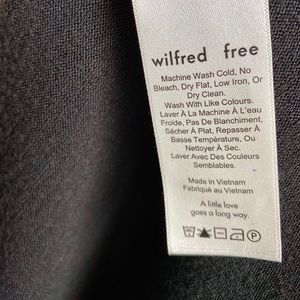 wilfred free
Machine Wash Cold, No
Bleach, Dry Flat, Low Iron, Or
Dry Clean.
Wash With Like Colours.
Laver À La Machine À L'eau
Froide, Pas De Blanchiment,
Sécher À Plat, Repasser À
Basse Température, Ou
Nettoyer À Sec.
Laver Avec Des Couleurs
Semblables.
Made in Vietnam
Fabriqué au Vietnam
A little love
goes a long way.
P